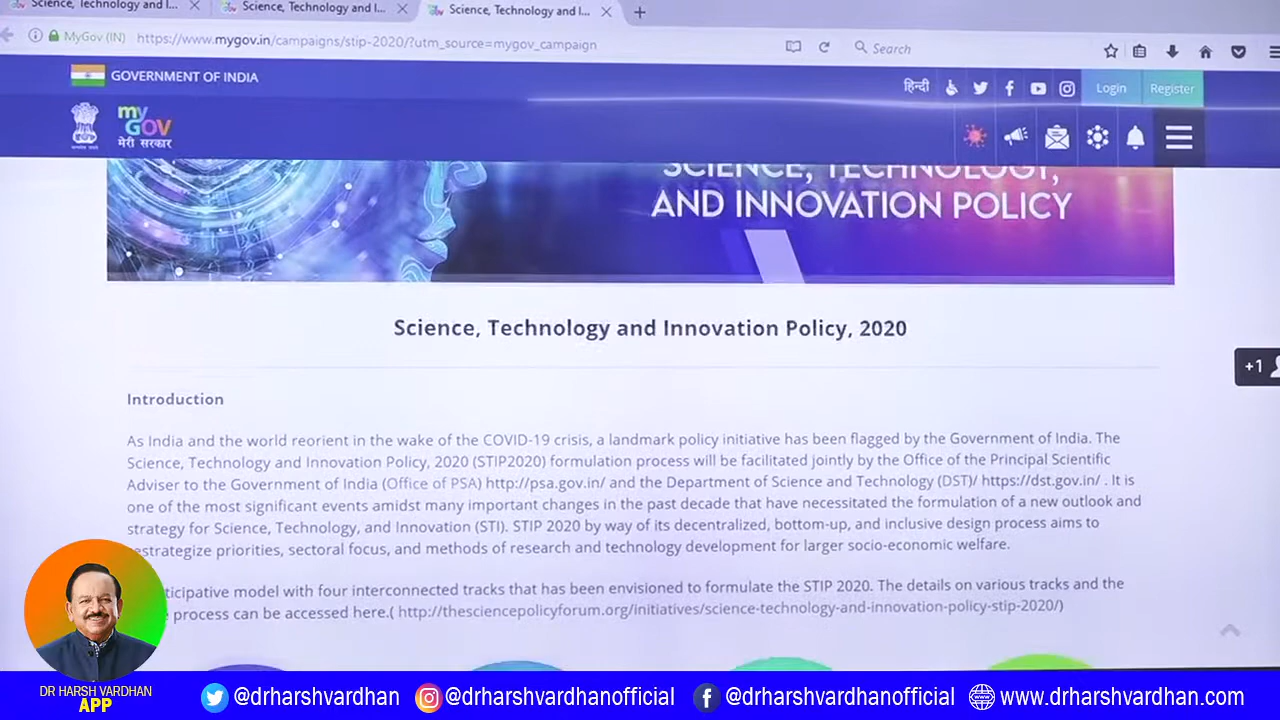 Science, Technology and I...
Science, Technology and I...
Science, Technology and I...
MyGov (IN)
https://www.mygov.in/campaigns/stip-2020/?utm_source=mygov_campaign
Search
GOVERNMENT OF INDIA
हिन्दी
Login
Register
my
GOV
मेरी सरकार
SCIENCE, TECHNOLOGY,
AND INNOVATION POLICY
Science, Technology and Innovation Policy, 2020
+1
Introduction
As India and the world reorient in the wake of the COVID-19 crisis, a landmark policy initiative has been flagged by the Government of India. The
Science, Technology and Innovation Policy, 2020 (STIP2020) formulation process will be facilitated jointly by the Office of the Principal Scientific
Adviser to the Government of India (Office of PSA) http://psa.gov.in/ and the Department of Science and Technology (DST)/ https://dst.gov.in/ . It is
one of the most significant events amidst many important changes in the past decade that have necessitated the formulation of a new outlook and
strategy for Science, Technology, and Innovation (STI). STIP 2020 by way of its decentralized, bottom-up, and inclusive design process aims to
restrategize priorities, sectoral focus, and methods of research and technology development for larger socio-economic welfare.
ticipative model with four interconnected tracks that has been envisioned to formulate the STIP 2020. The details on various tracks and the
process can be accessed here.( http://thesciencepolicyforum.org/initiatives/science-technology-and-innovation-policy-stip-2020/)
DR HARSH VARDHAN
APP
@drharshvardhan
@drharshvardhanofficial
@drharshvardhanofficial
www.drharshvardhan.com